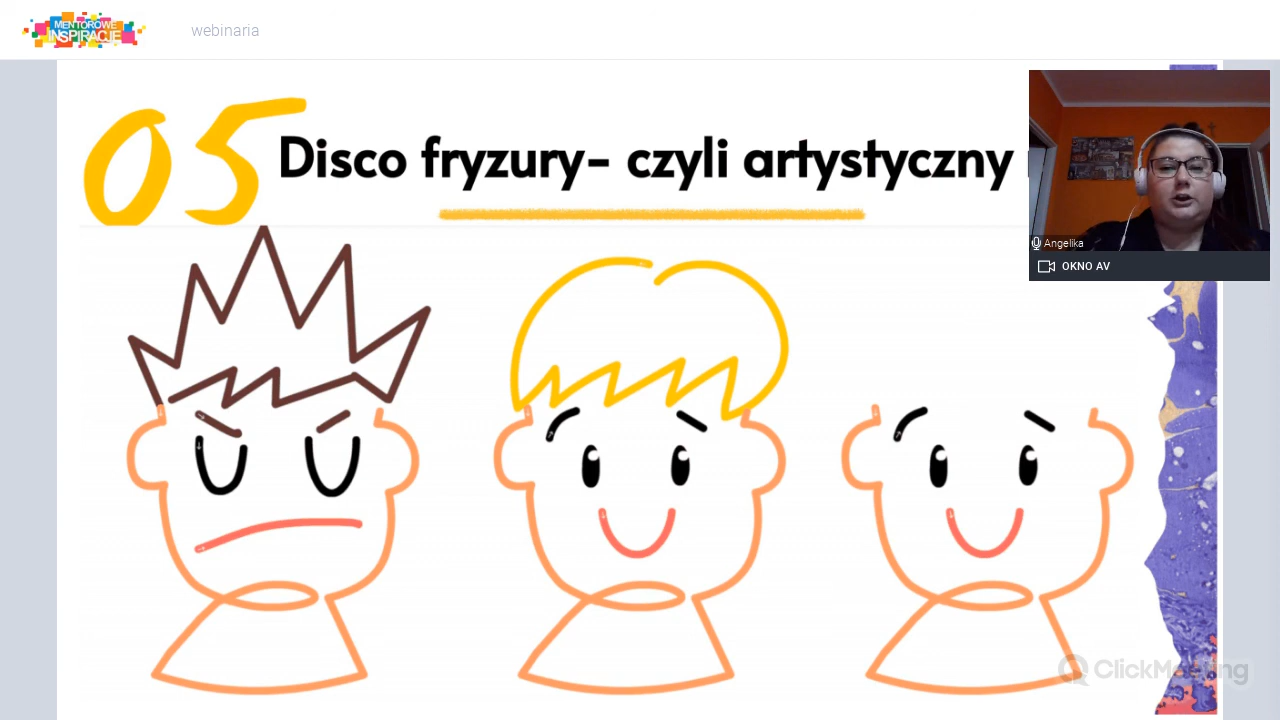 MENTOROWE
INSPIRACJE
webinaria
05
Disco fryzury- czyli artystyczny
Angelika
OKNO AV
ClickMeeting